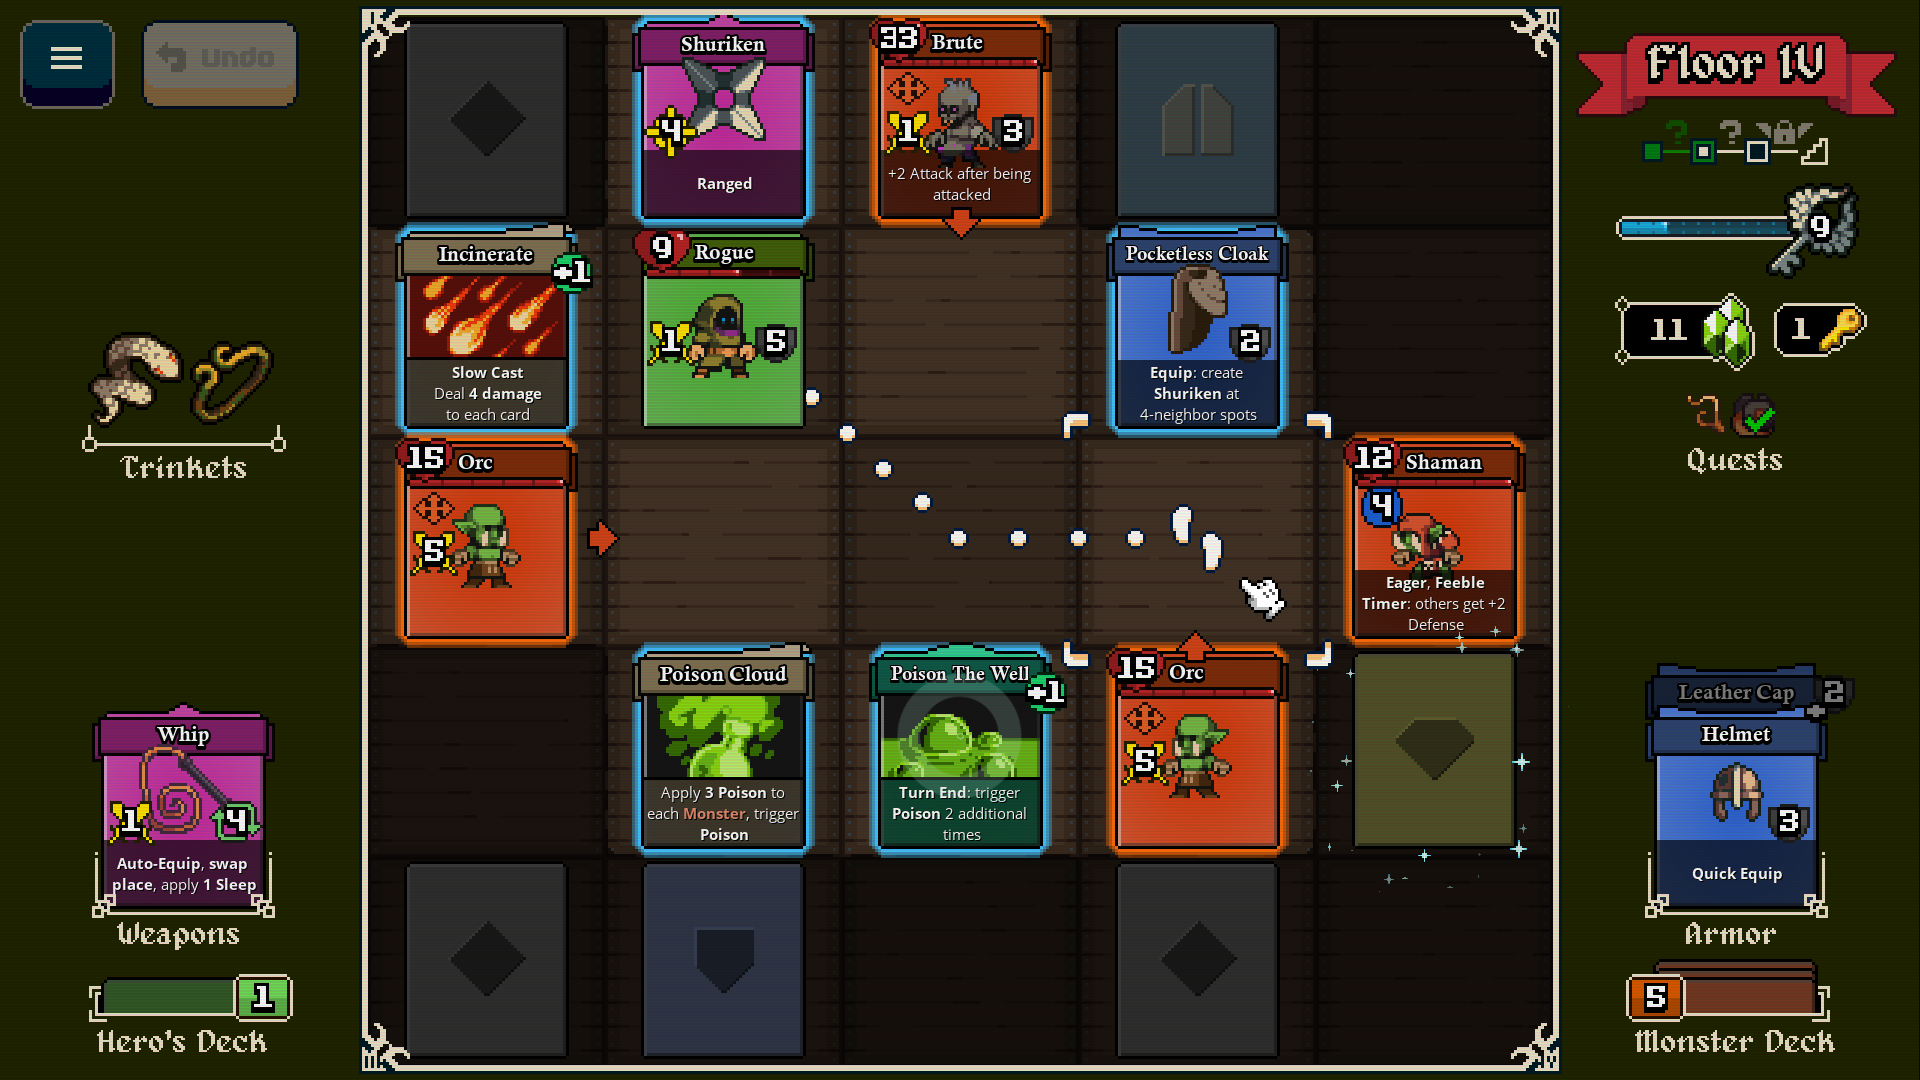 Undo
Floor IV
Shuriken
4
Ranged
33
Brute
1
3
+2 Attack after being
attacked
?
?
9
11
1
Quests
Incinerate
+1
Slow Cast
Deal 4 damage
to each card
9
Rogue
1
5
Pocketless Cloak
2
Equip: create
Shuriken at
4-neighbor spots
Trinkets
15
Orc
5
12
Shaman
4
Eager, Feeble
Timer: others get +2
Defense
Poison Cloud
Apply 3 Poison to
each Monster, trigger
Poison
Poison The Well
+1
Turn End: trigger
Poison 2 additional
times
15
Orc
5
Whip
1
4
Auto-Equip, swap
place, apply 1 Sleep
Weapons
1
Hero's Deck
Leather Cap
2
Helmet
3
Quick Equip
Armor
5
Monster Deck